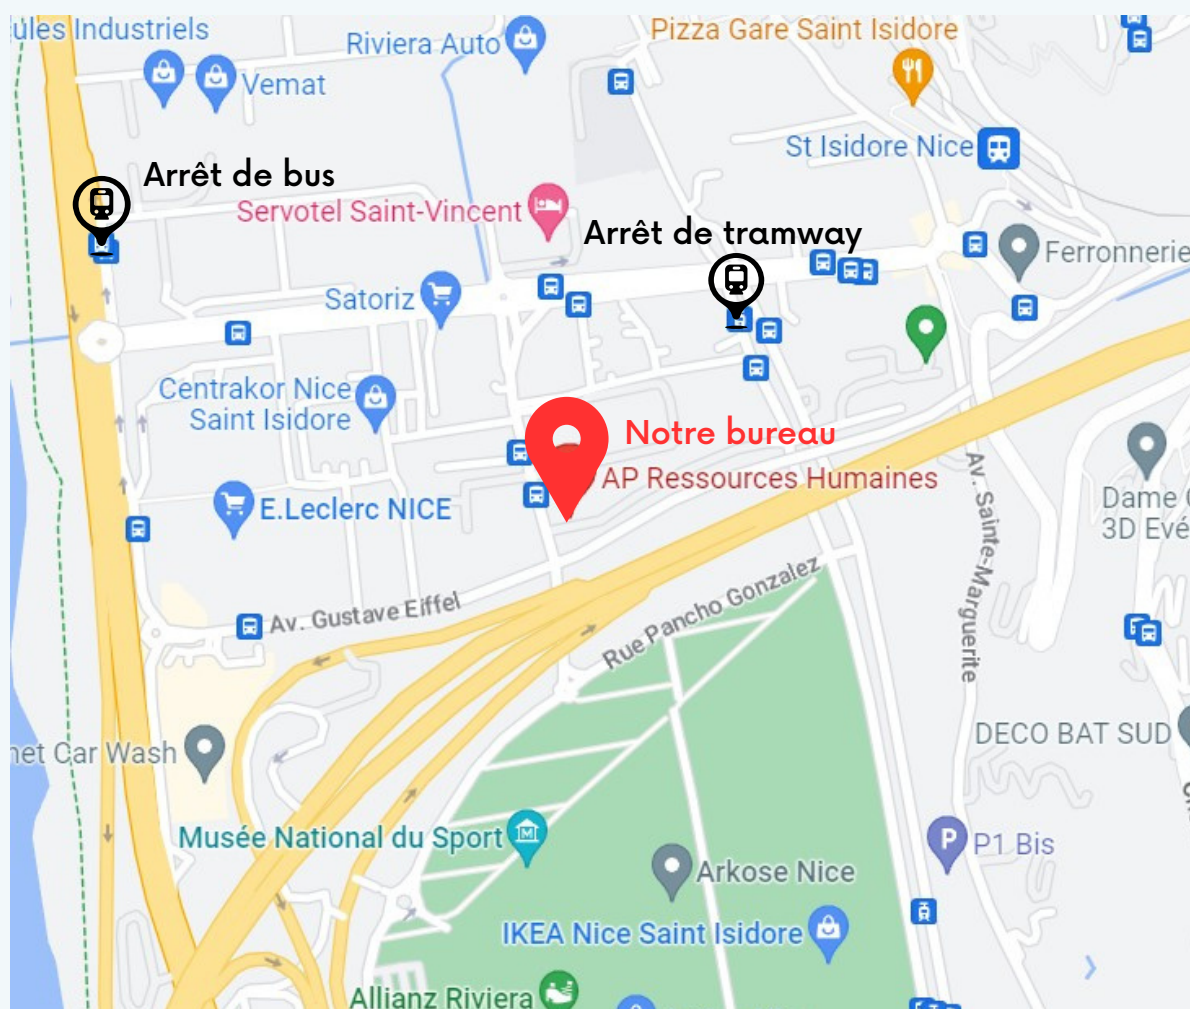 ules Industriels
Riviera Auto
Pizza Gare Saint Isidore
Vemat
St Isidore Nice
Arrêt de bus
Servotel Saint-Vincent
Arrêt de tramway
Ferronnerie
Satoriz
Centrakor Nice
Saint Isidore
Notre bureau
AP Ressources Humaines
E.Leclerc NICE
Av. Sainte-Marguerite
Dame
3D Evé
Av. Gustave Eiffel
Rue Pancho Gonzalez
DECO BAT SUD
net Car Wash
Musée National du Sport
P
P1 Bis
Arkose Nice
IKEA Nice Saint Isidore
Allianz Riviera